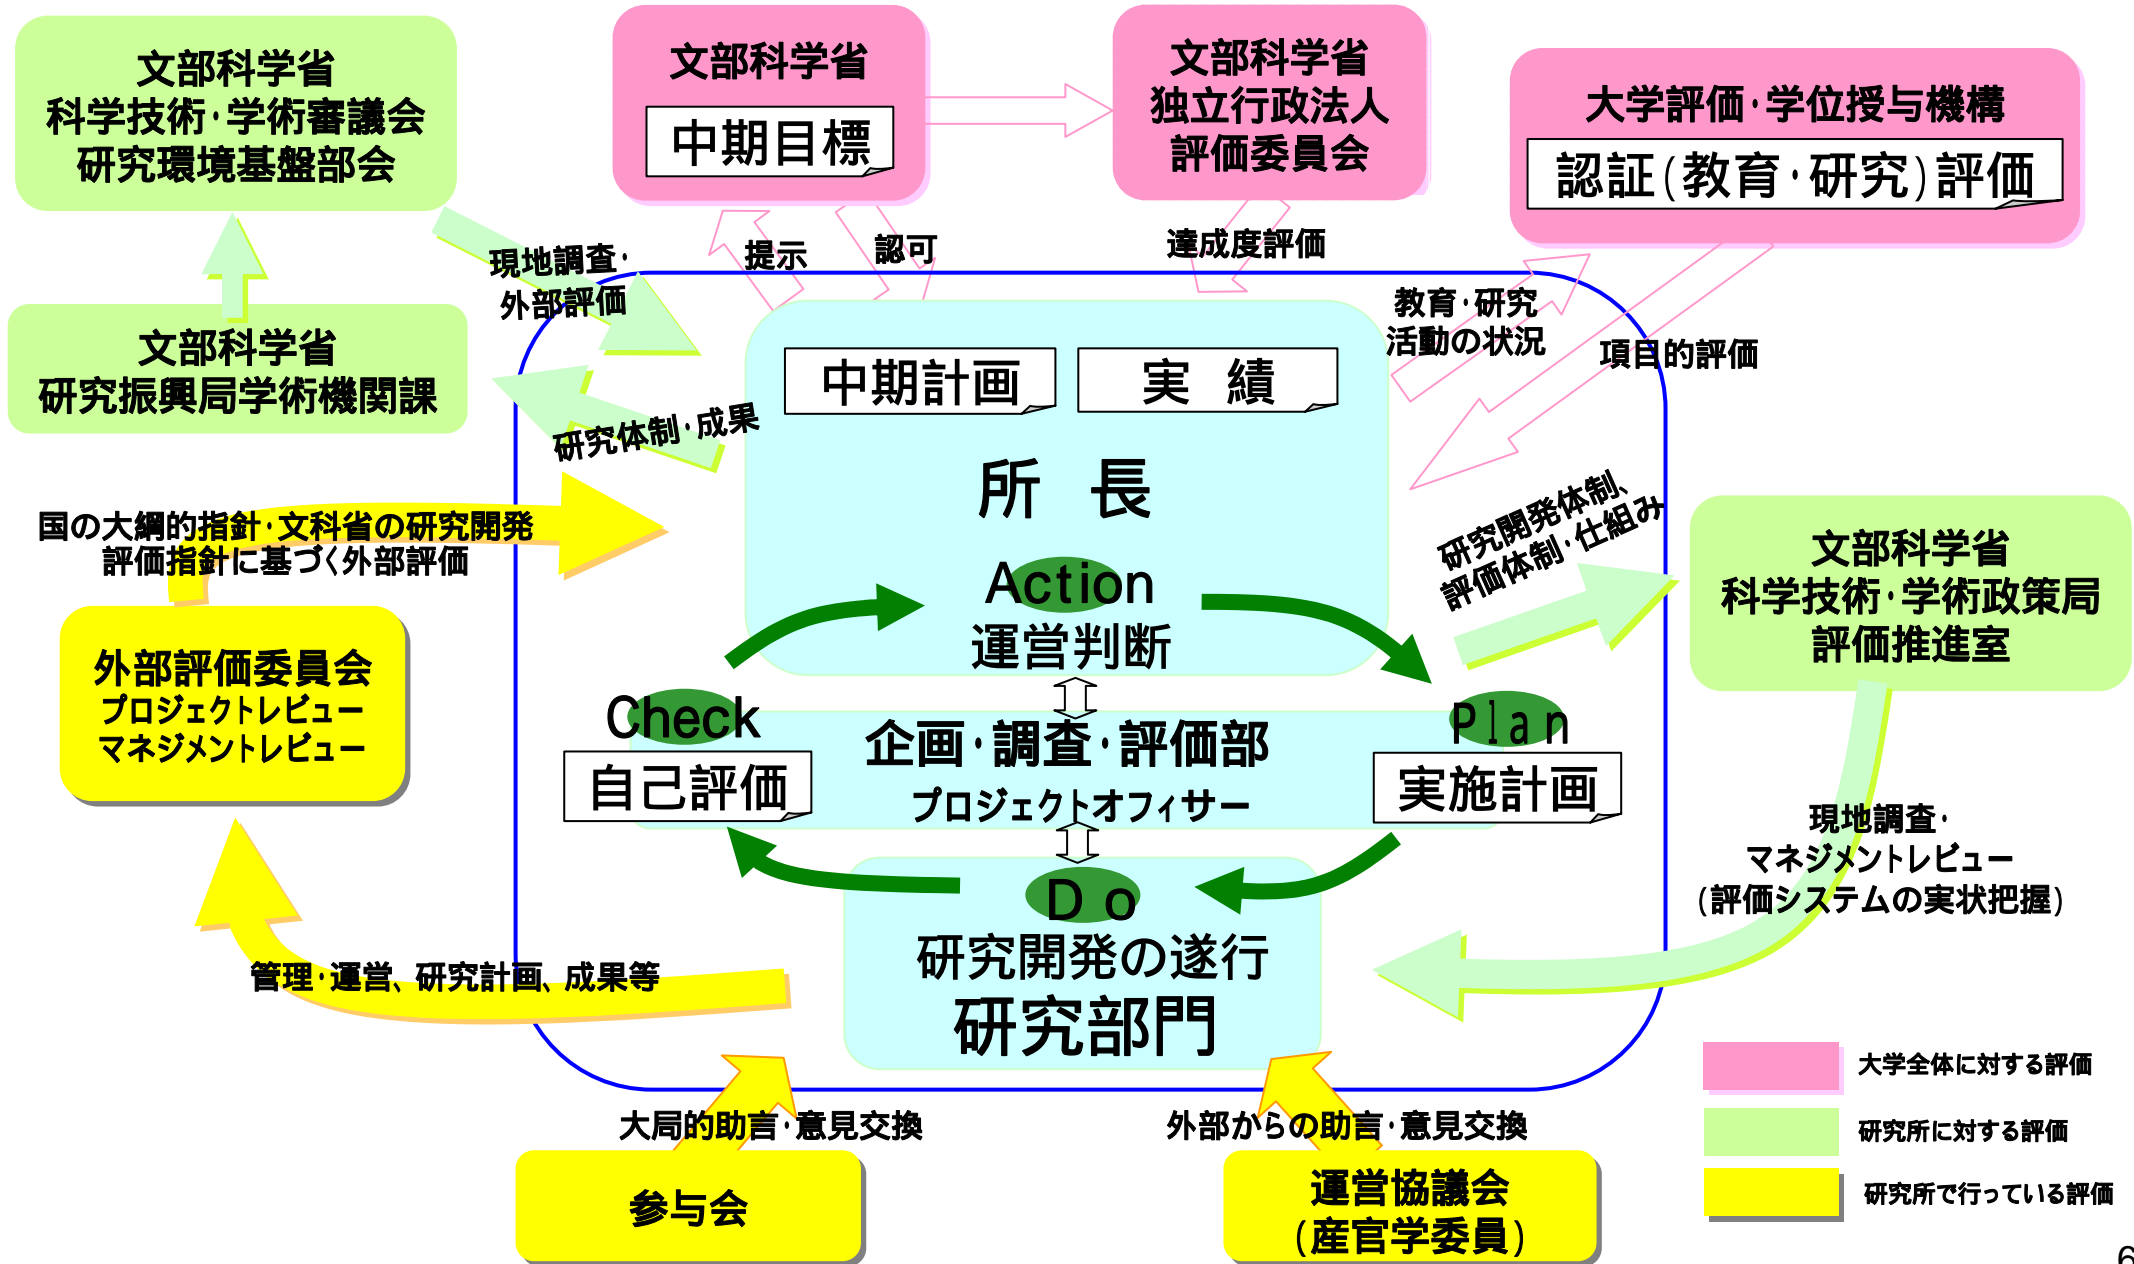 文部科学省
科学技術・学術審議会
研究環境基盤部会
文部科学省
中期目標
文部科学省
独立行政法人
評価委員会
大学評価・学位授与機構
認証(教育・研究)評価
現地調査・
外部評価
提示
認可
達成度評価
教育・研究
活動の状況
項目的評価
文部科学省
研究振興局学術機関課
研究体制・成果
中期計画
実 績
所 長
Action
運営判断
国の大綱的指針・文科省の研究開発
評価指針に基づく外部評価
研究開発体制、
評価体制・仕組み
文部科学省
科学技術・学術政策局
評価推進室
外部評価委員会
プロジェクトレビュー
マネジメントレビュー
Check
自己評価
企画・調査・評価部
プロジェクトオフィサー
Plan
実施計画
現地調査・
マネジメントレビュー
(評価システムの実状把握)
Do
研究開発の遂行
研究部門
管理・運営、研究計画、成果等
大局的助言・意見交換
外部からの助言・意見交換
参与会
運営協議会
(産官学委員)
大学全体に対する評価
研究所に対する評価
研究所で行っている評価
6